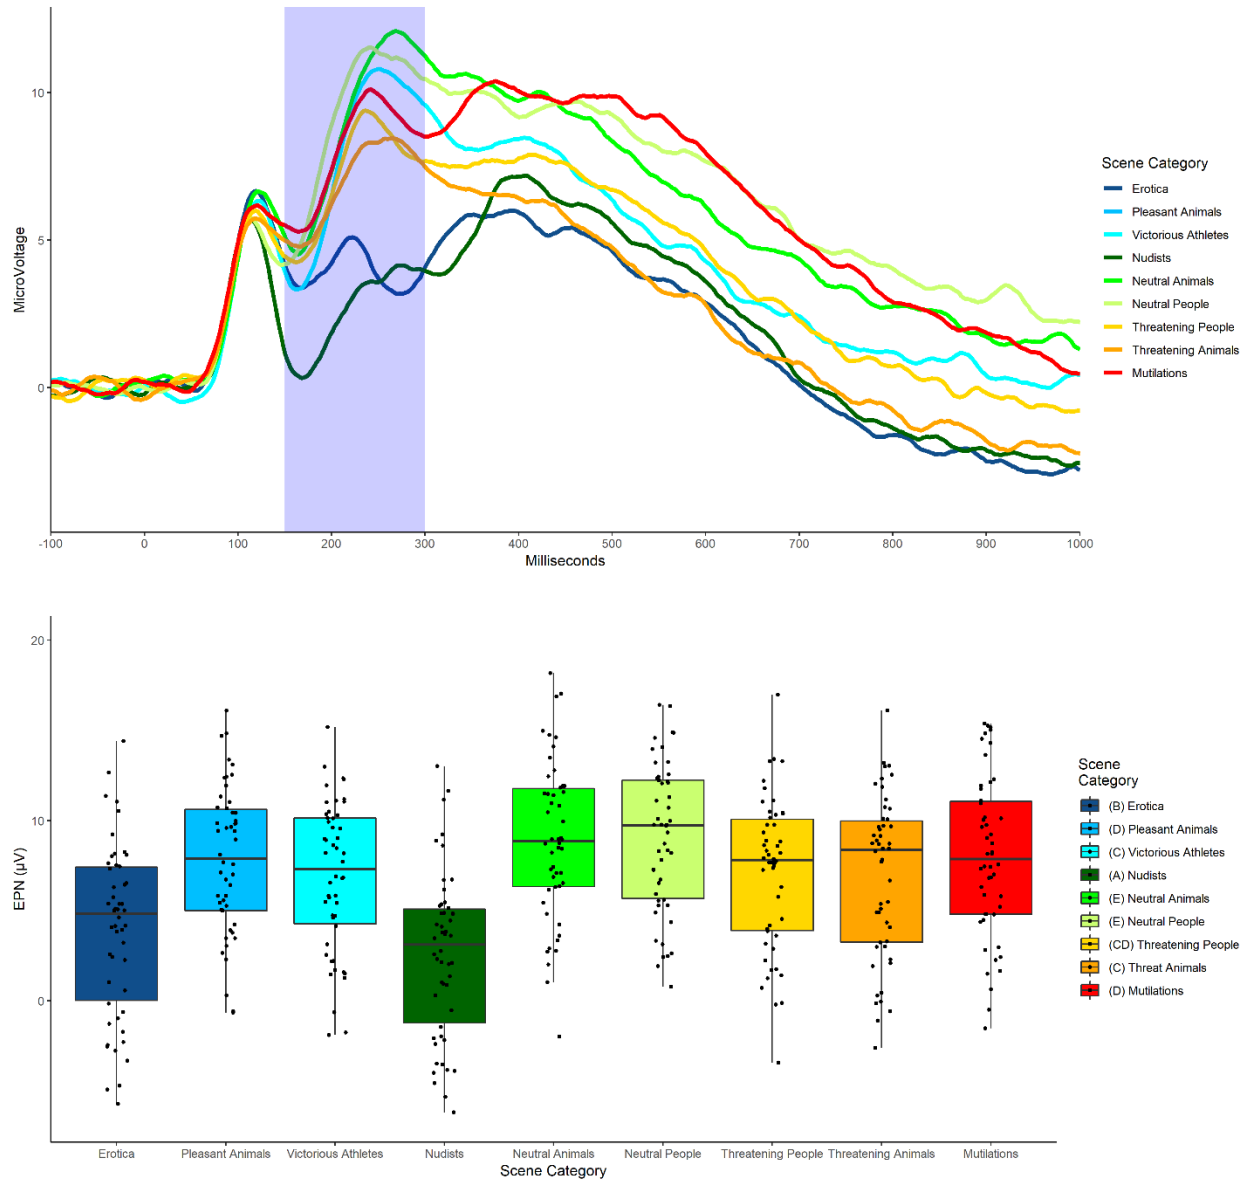 10
5
0
MicroVoltage
-100 0 100 200 300 400 500 600 700 800 900 1000
Milliseconds
Scene Category
Erotica
Pleasant Animals
Victorious Athletes
Nudists
Neutral Animals
Neutral People
Threatening People
Threatening Animals
Mutilations
20
10
0
EPN (μV)
Erotica Pleasant Animals Victorious Athletes Nudists Neutral Animals Neutral People Threatening People Threatening Animals Mutilations
Scene Category
Scene
Category
(B) Erotica
(D) Pleasant Animals
(C) Victorious Athletes
(A) Nudists
(E) Neutral Animals
(E) Neutral People
(CD) Threatening People
(C) Threat Animals
(D) Mutilations